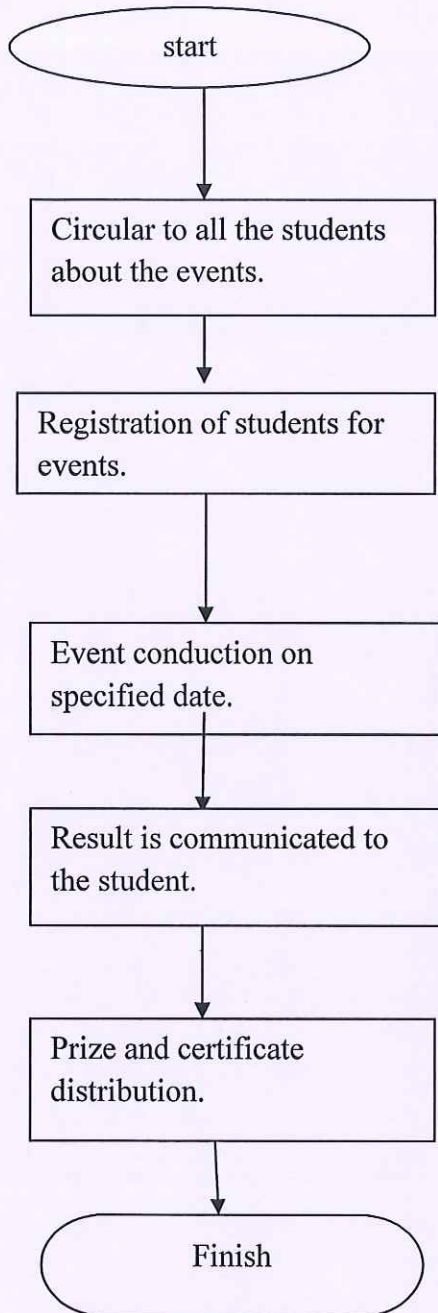 start
Circular to all the students
about the events.
Registration of students for
events.
Event conduction on
specified date.
Result is communicated to
the student.
Prize and certificate
distribution.
Finish